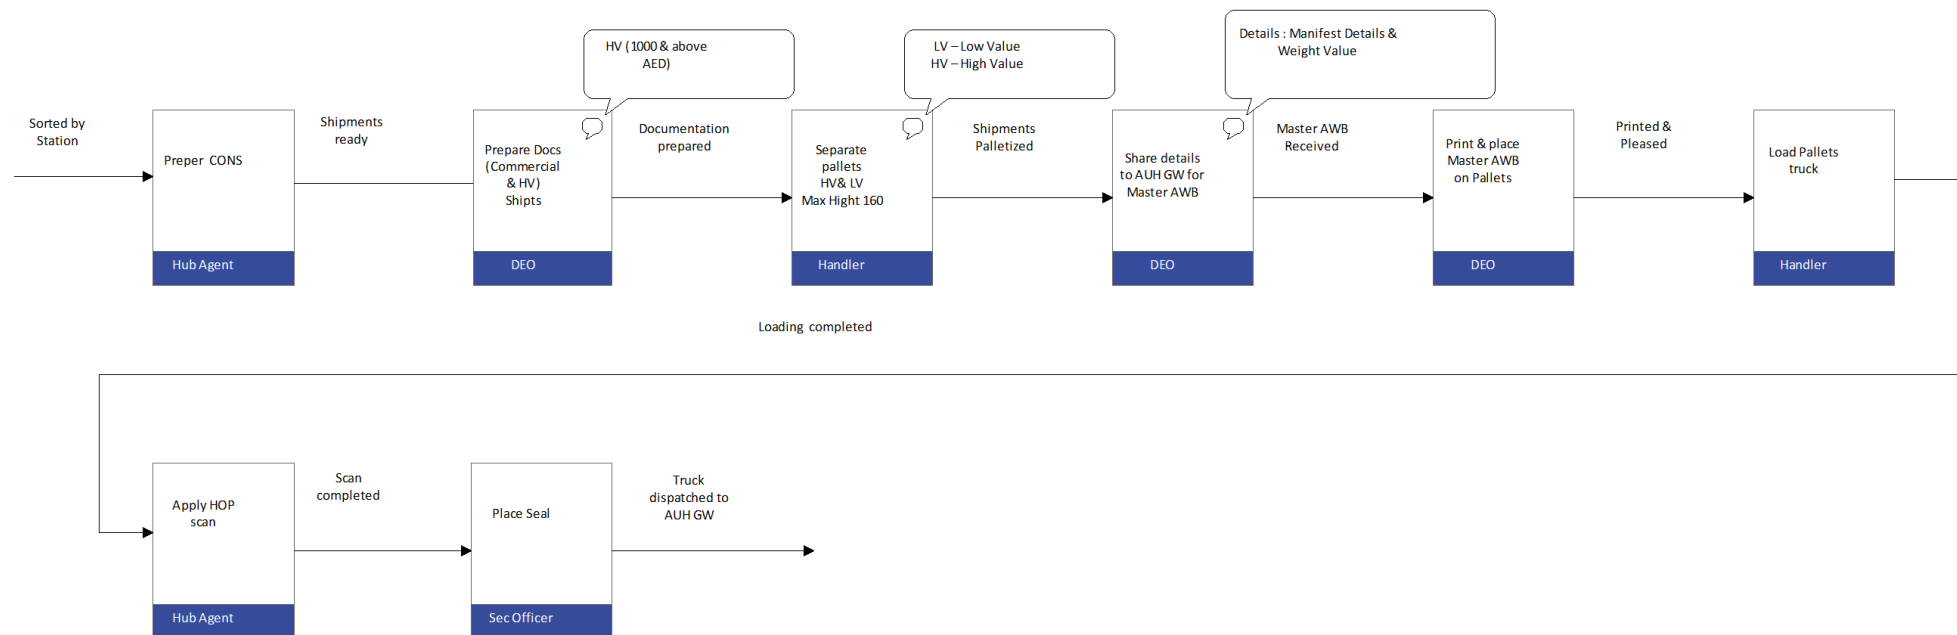 HV (1000 & above
AED)
LV – Low Value
HV – High Value
Details : Manifest Details &
Weight Value
Sorted by
Station
Preper CONS
Hub Agent
Shipments
ready
Prepare Docs
(Commercial
& HV)
Shipts
DEO
Documentation
prepared
Separate
pallets
HV& LV
Max Hight 160
Handler
Shipments
Palletized
Share details
to AUH GW for
Master AWB
DEO
Master AWB
Received
Print & place
Master AWB
on Pallets
DEO
Printed &
Pleased
Load Pallets
truck
Handler
Loading completed
Apply HOP
scan
Hub Agent
Scan
completed
Place Seal
Sec Officer
Truck
dispatched to
AUH GW